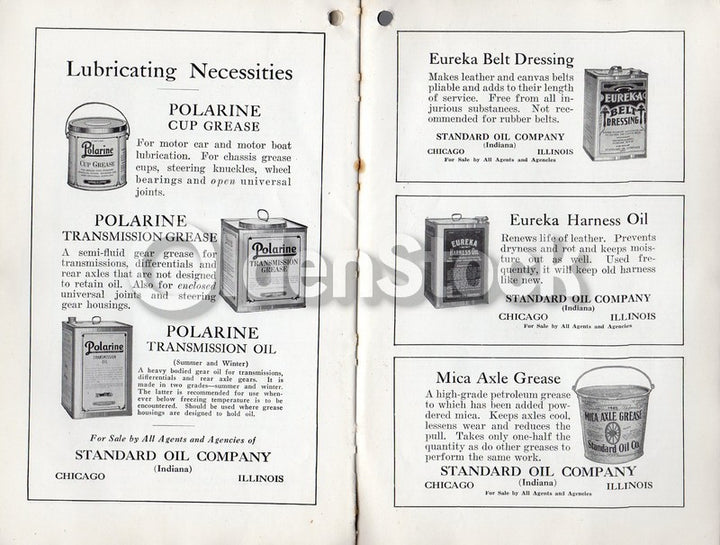 Lubricating Necessities
Polarine
CUP GREASE
POLARINE
CUP GREASE
For motor car and motor boat
lubrication. For chassis grease
cups, steering knuckles, wheel
bearings and open universal
joints.
POLARINE
TRANSMISSION GREASE
A semi-fluid gear grease for
transmissions, differentials and
rear axles that are not designed
to retain oil. Also for enclosed
universal joints and steering
gear housings.
Polarine
TRANSMISSION
GREASE
Polarine
TRANSMISSION
OIL
POLARINE
TRANSMISSION OIL
(Summer and Winter)
A heavy bodied gear oil for transmissions,
differentials and rear axle gears. It is
made in two grades—summer and winter.
The latter is recommended for use when-
ever below freezing temperature is to be
encountered. Should be used where grease
housings are designed to hold oil.
For Sale by All Agents and Agencies of
STANDARD OIL COMPANY
(Indiana)
CHICAGO ILLINOIS
Eureka Belt Dressing
Makes leather and canvas belts
pliable and adds to their length
of service. Free from all in-
jurious substances. Not rec-
ommended for rubber belts.
STANDARD OIL COMPANY
(Indiana)
CHICAGO ILLINOIS
For Sale by All Agents and Agencies
EUREKA
BELT
DRESSING
EUREKA
HARNESS OIL
Eureka Harness Oil
Renews life of leather. Prevents
dryness and rot and keeps mois-
ture out as well. Used fre-
quently, it will keep old harness
like new.
STANDARD OIL COMPANY
(Indiana)
CHICAGO ILLINOIS
For Sale by All Agents and Agencies
Mica Axle Grease
A high-grade petroleum grease
to which has been added pow-
dered mica. Keeps axles cool,
lessens wear and reduces the
pull. Takes only one-half the
quantity as do other greases to
perform the same work.
MICA AXLE GREASE
Standard Oil Co.
STANDARD OIL COMPANY
(Indiana)
CHICAGO ILLINOIS
For Sale by All Agents and Agencies